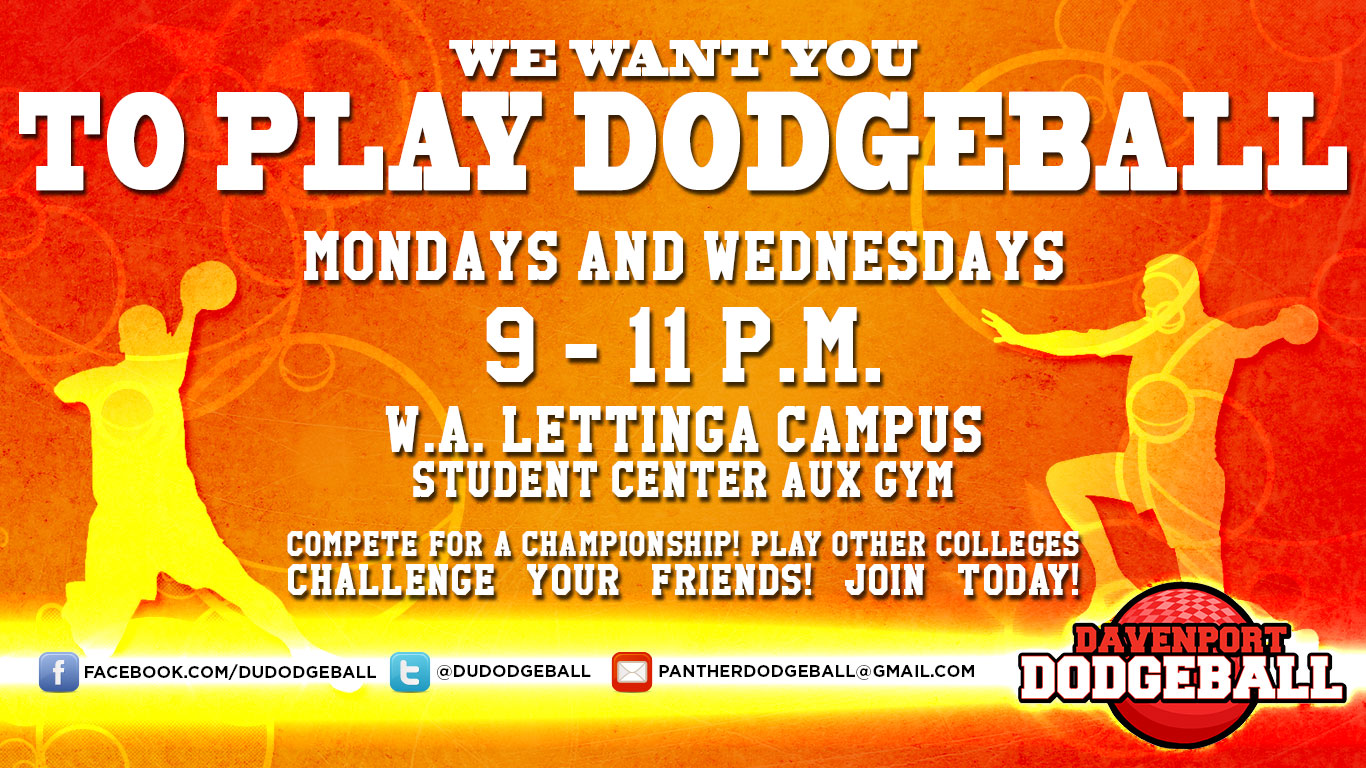 WE WANT YOU
TO PLAY DODGEBALL
MONDAYS AND WEDNESDAYS
9 - 11 P.M.
W.A. LETTINGA CAMPUS
STUDENT CENTER AUX GYM
COMPETE FOR A CHAMPIONSHIP! PLAY OTHER COLLEGES
CHALLENGE YOUR FRIENDS! JOIN TODAY!
f FACEBOOK.COM/DUDODGEBALL t @DUDODGEBALL PANTHERDODGEBALL@GMAIL.COM
DAVENPORT
DODGEBALL